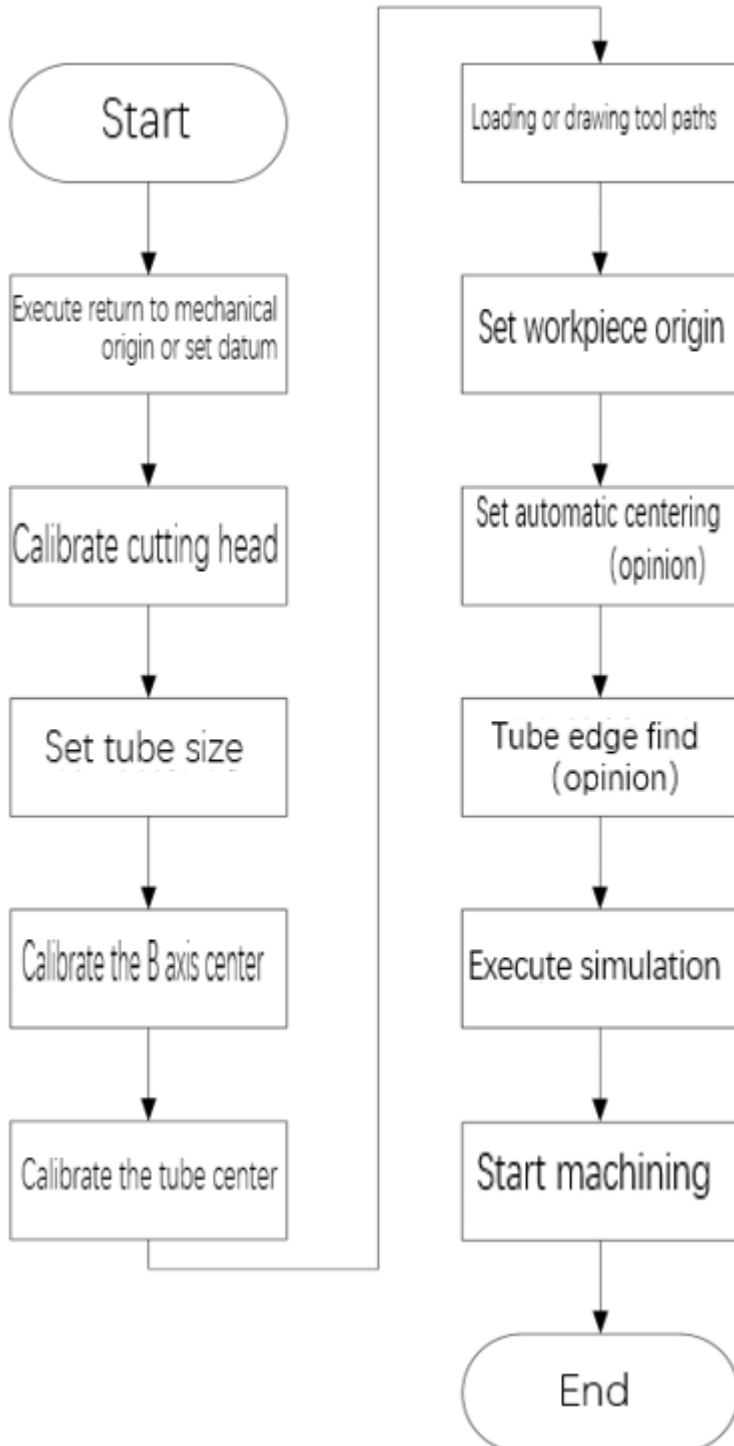 Start
Execute return to mechanical
origin or set datum
Calibrate cutting head
Set tube size
Calibrate the B axis center
Calibrate the tube center
Loading or drawing tool paths
Set workpiece origin
Set automatic centering
(opinion)
Tube edge find
(opinion)
Execute simulation
Start machining
End